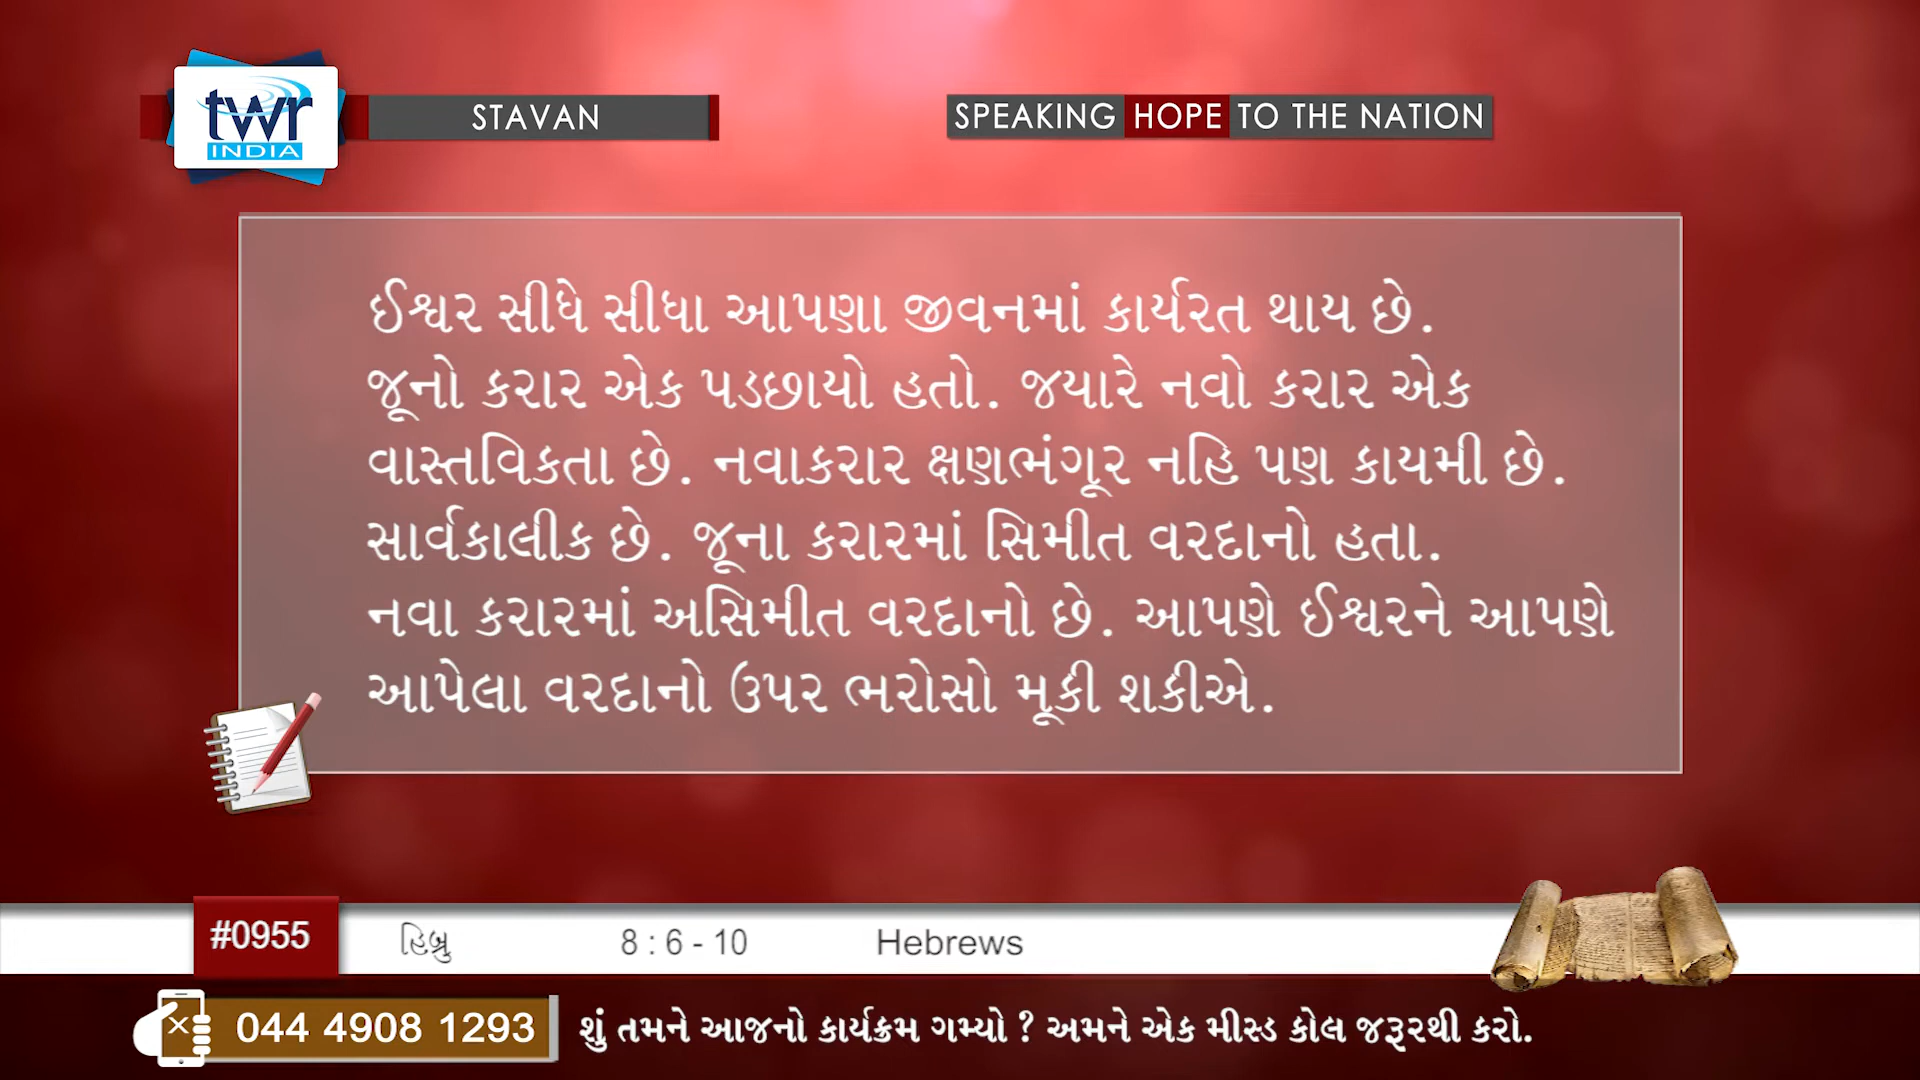 twr
INDIA
STAVAN
SPEAKING HOPE TO THE NATION
ઈશ્વર સીધે સીધા આપણા જીવનમાં કાર્યરત થાય છે.
જૂનો કરાર એક પડછાયો હતો. જયારે નવો કરાર એક
વાસ્તવિકતા છે. નવાકરાર ક્ષણભંગૂર નહિ પણ કાયમી છે.
સાર્વકાલીક છે. જૂના કરારમાં સિમીત વરદાનો હતા.
નવા કરારમાં અસિમીત વરદાનો છે. આપણે ઈશ્વરને આપણે
આપેલા વરદાનો ઉપર ભરોસો મૂકી શકીએ.
#0955 હિબ્રુ 8 : 6 - 10 Hebrews
044 4908 1293 શું તમને આજનો કાર્યક્રમ ગમ્યો ? અમને એક મીસ્ડ કોલ જરૂરથી કરો.